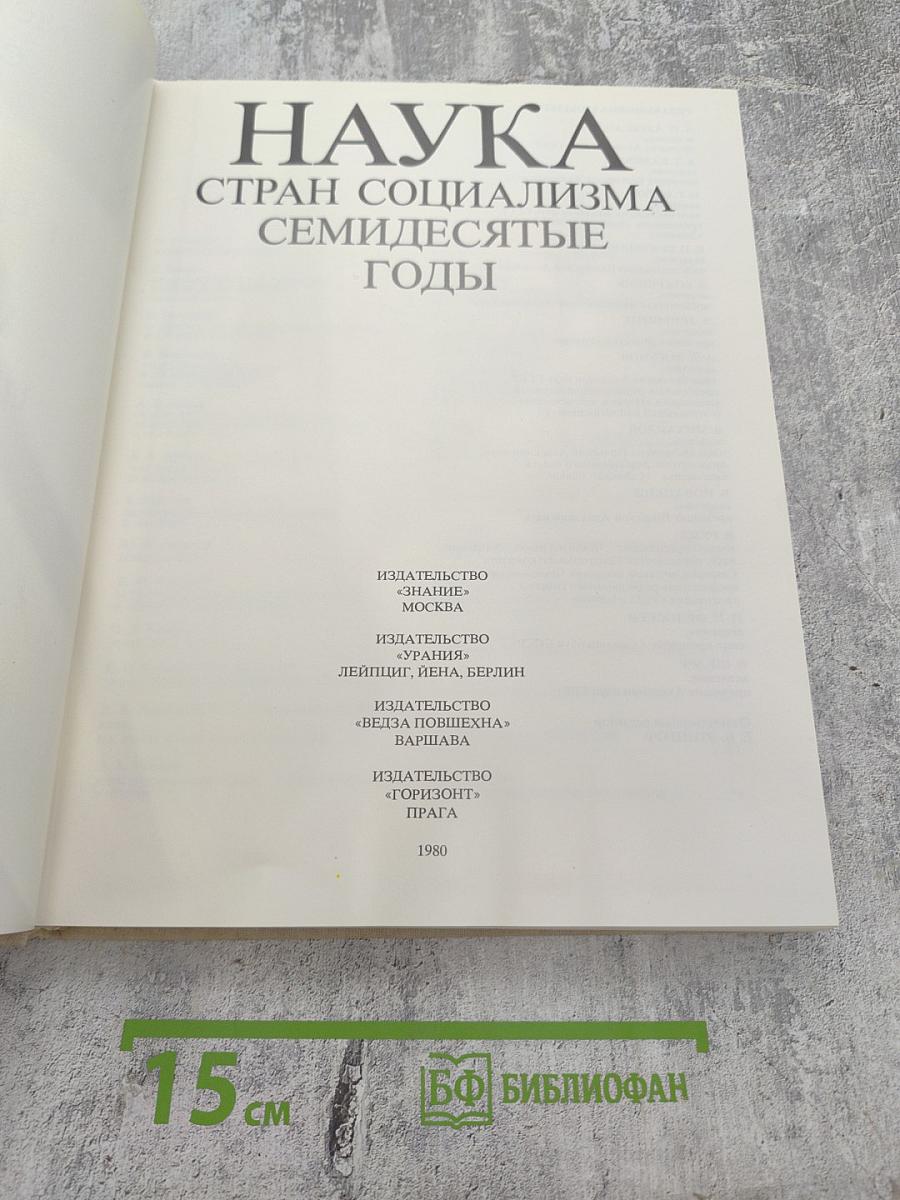 НАУКА
СТРАН СОЦИАЛИЗМА
СЕМИДЕСЯТЫЕ
ГОДЫ
ИЗДАТЕЛЬСТВО
«ЗНАНИЕ»
МОСКВА
ИЗДАТЕЛЬСТВО
«УРАНИЯ»
ЛЕЙПЦИГ, ЙЕНА, БЕРЛИН
ИЗДАТЕЛЬСТВО
«ВЕДЗА ПОВШЕХНА»
ВАРШАВА
ИЗДАТЕЛЬСТВО
«ГОРИЗОНТ»
ПРАГА
1980
15 см
БФ БИБЛИОФАН